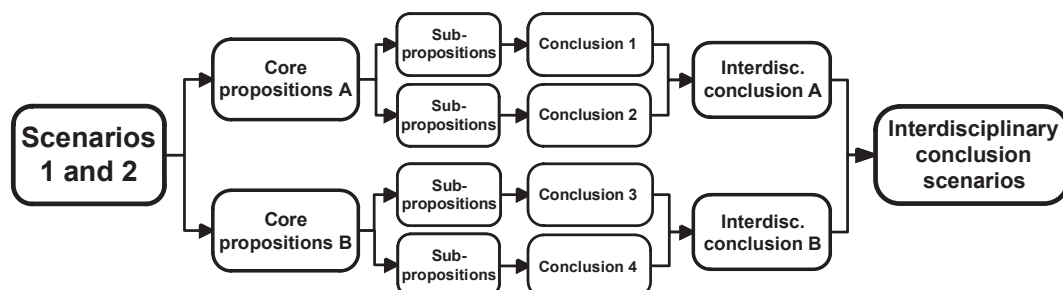 Scenarios
1 and 2
Core
propositions A
Core
propositions B
Sub-
propositions
Sub-
propositions
Sub-
propositions
Sub-
propositions
Conclusion 1
Conclusion 2
Conclusion 3
Conclusion 4
Interdisc.
conclusion A
Interdisc.
conclusion B
Interdisciplinary
conclusion
scenarios